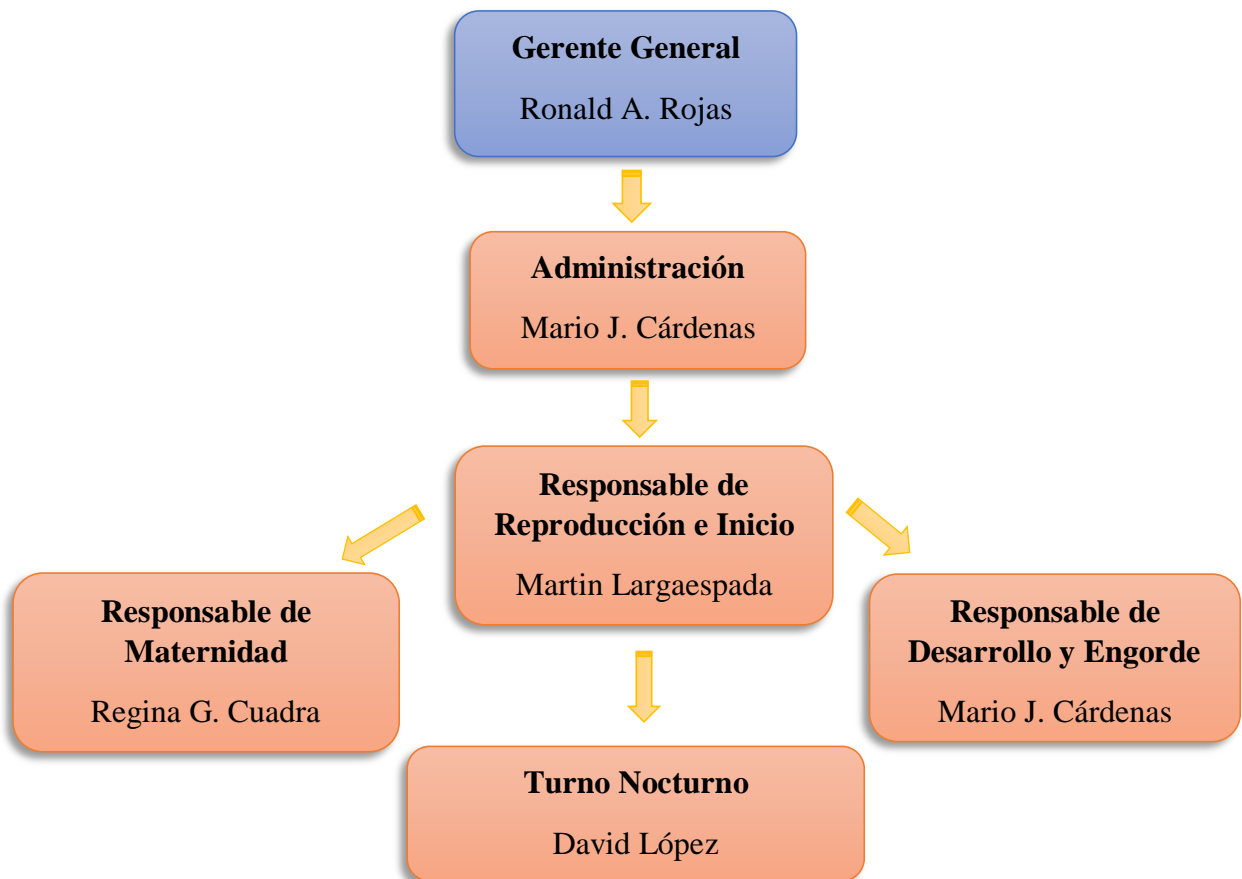 Gerente General
Ronald A. Rojas
Administración
Mario J. Cárdenas
Responsable de
Reproducción e Inicio
Martin Largaespada
Responsable de
Maternidad
Regina G. Cuadra
Responsable de
Desarrollo y Engorde
Mario J. Cárdenas
Turno Nocturno
David López